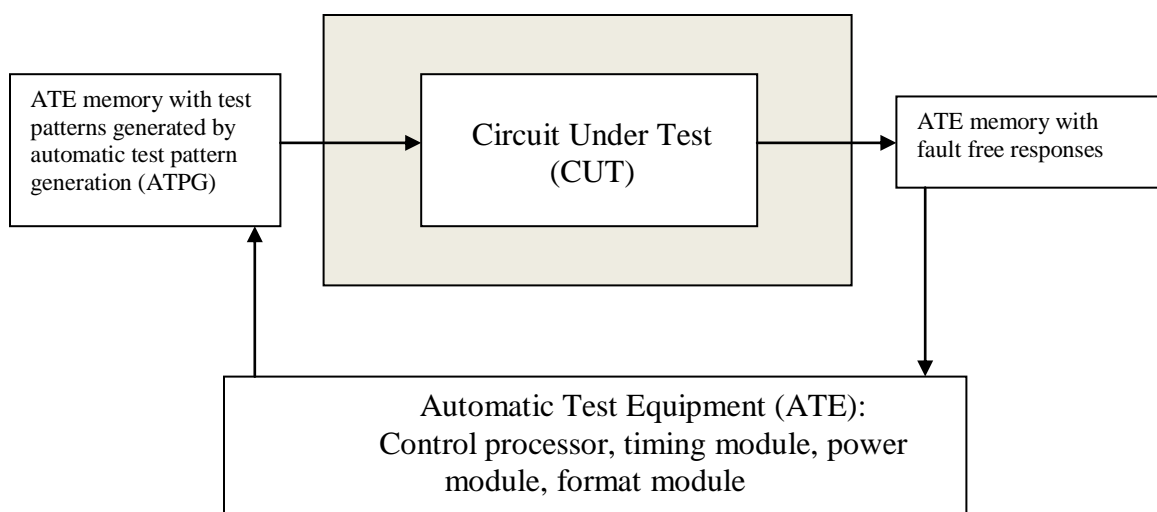 ATE memory with test
patterns generated by
automatic test pattern
generation (ATPG)
Circuit Under Test
(CUT)
ATE memory with
fault free responses
Automatic Test Equipment (ATE):
Control processor, timing module, power
module, format module